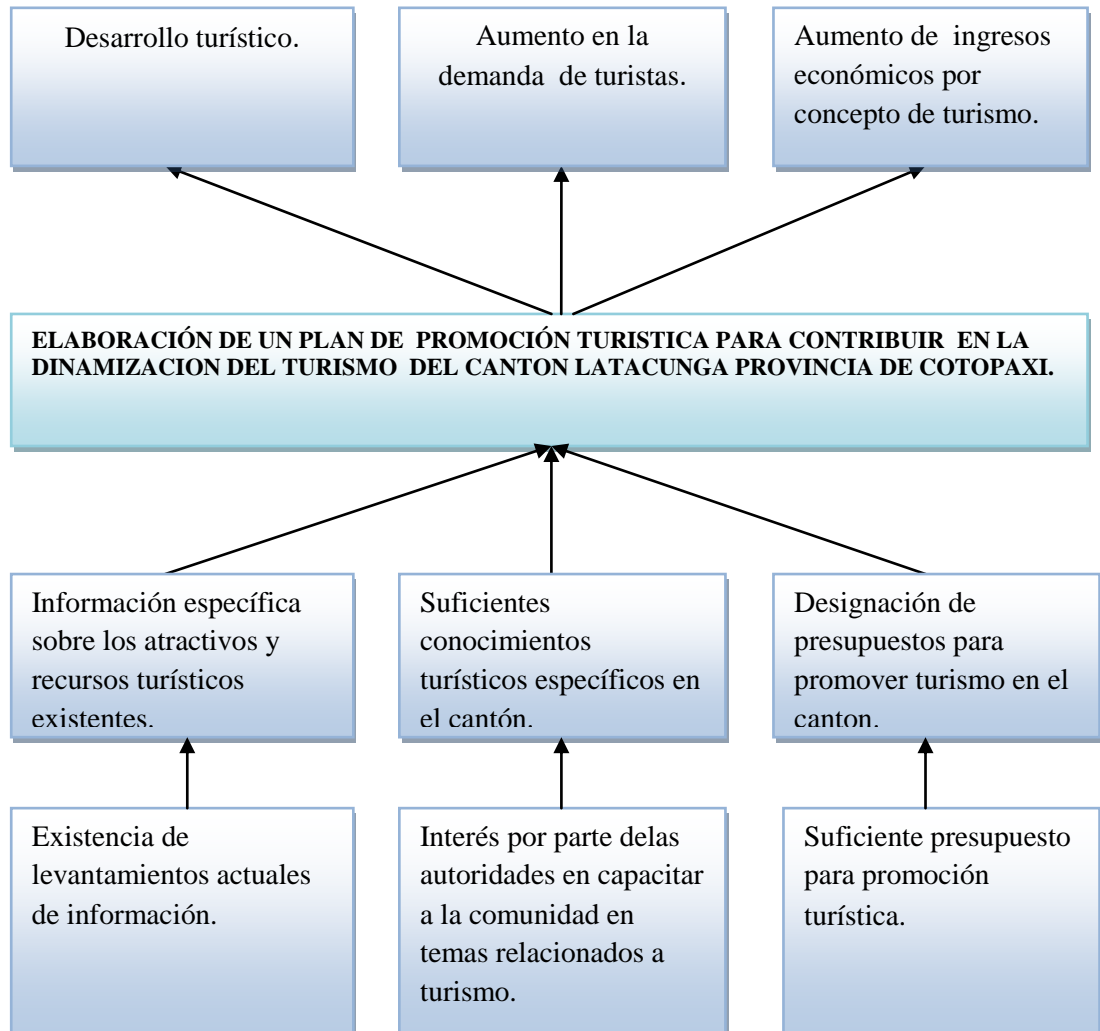 Desarrollo turístico.
Aumento en la
demanda de turistas.
Aumento de ingresos
económicos por
concepto de turismo.
ELABORACIÓN DE UN PLAN DE PROMOCIÓN TURISTICA PARA CONTRIBUIR EN LA
DINAMIZACION DEL TURISMO DEL CANTON LATACUNGA PROVINCIA DE COTOPAXI.
Información específica
sobre los atractivos y
recursos turísticos
existentes.
Suficientes
conocimientos
turísticos específicos en
el cantón.
Designación de
presupuestos para
promover turismo en el
canton.
Existencia de
levantamientos actuales
de información.
Interés por parte delas
autoridades en capacitar
a la comunidad en
temas relacionados a
turismo.
Suficiente presupuesto
para promoción
turística.